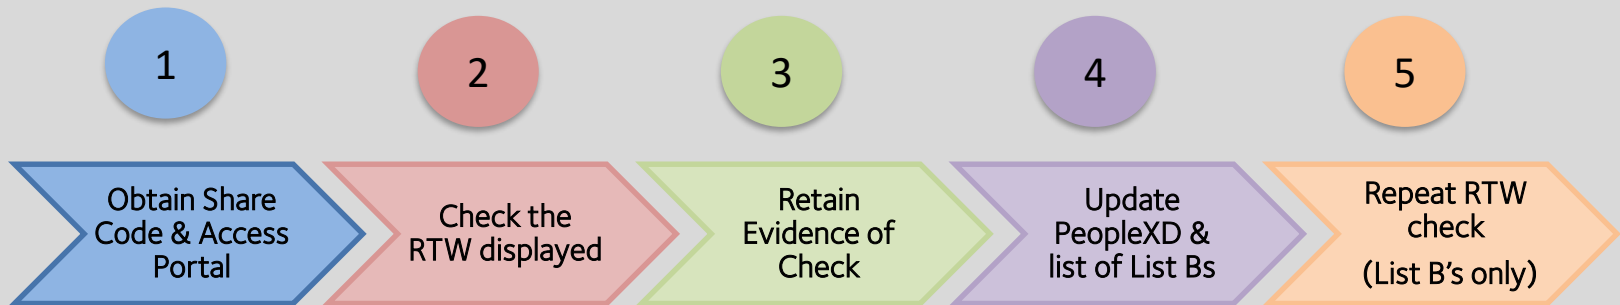 1
2
3
4
5
Obtain Share
Code & Access
Portal
Check the
RTW displayed
Retain
Evidence of
Check
Update
PeopleXD &
list of List Bs
Repeat RTW
check
(List B’s only)